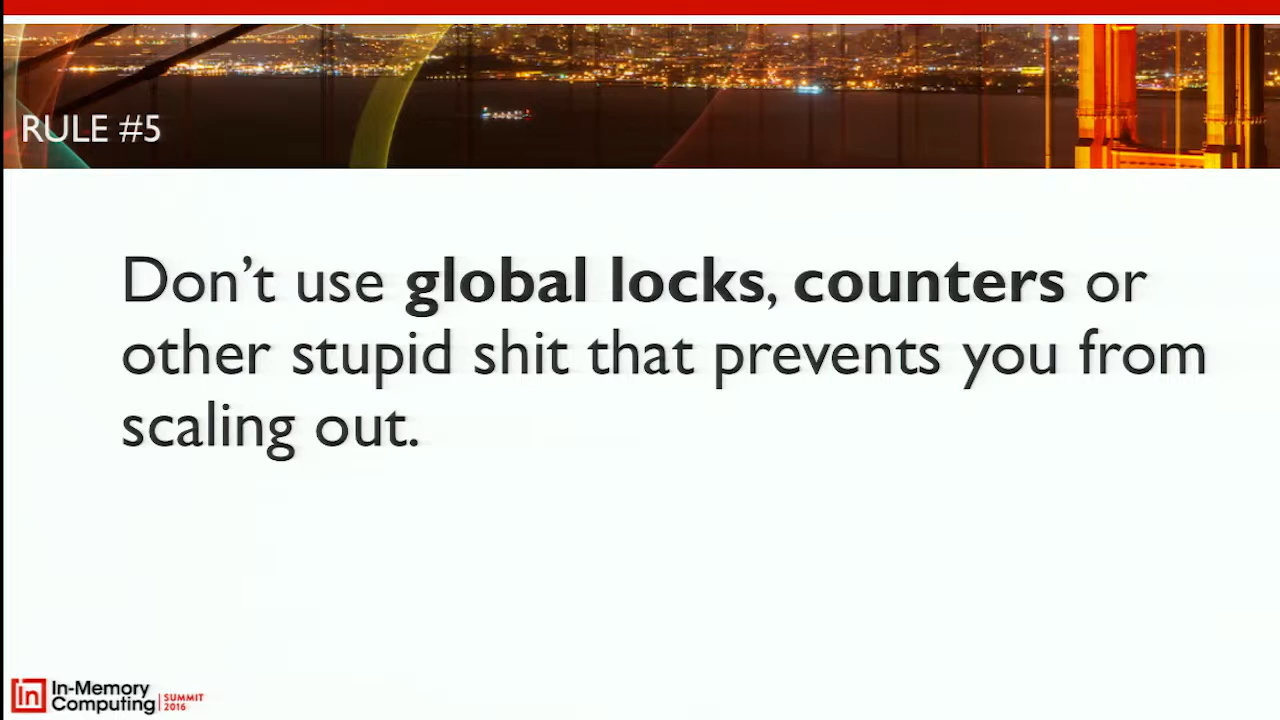 RULE #5
Don’t use global locks, counters or
other stupid shit that prevents you from
scaling out.
in In-Memory
Computing
SUMMIT
2016